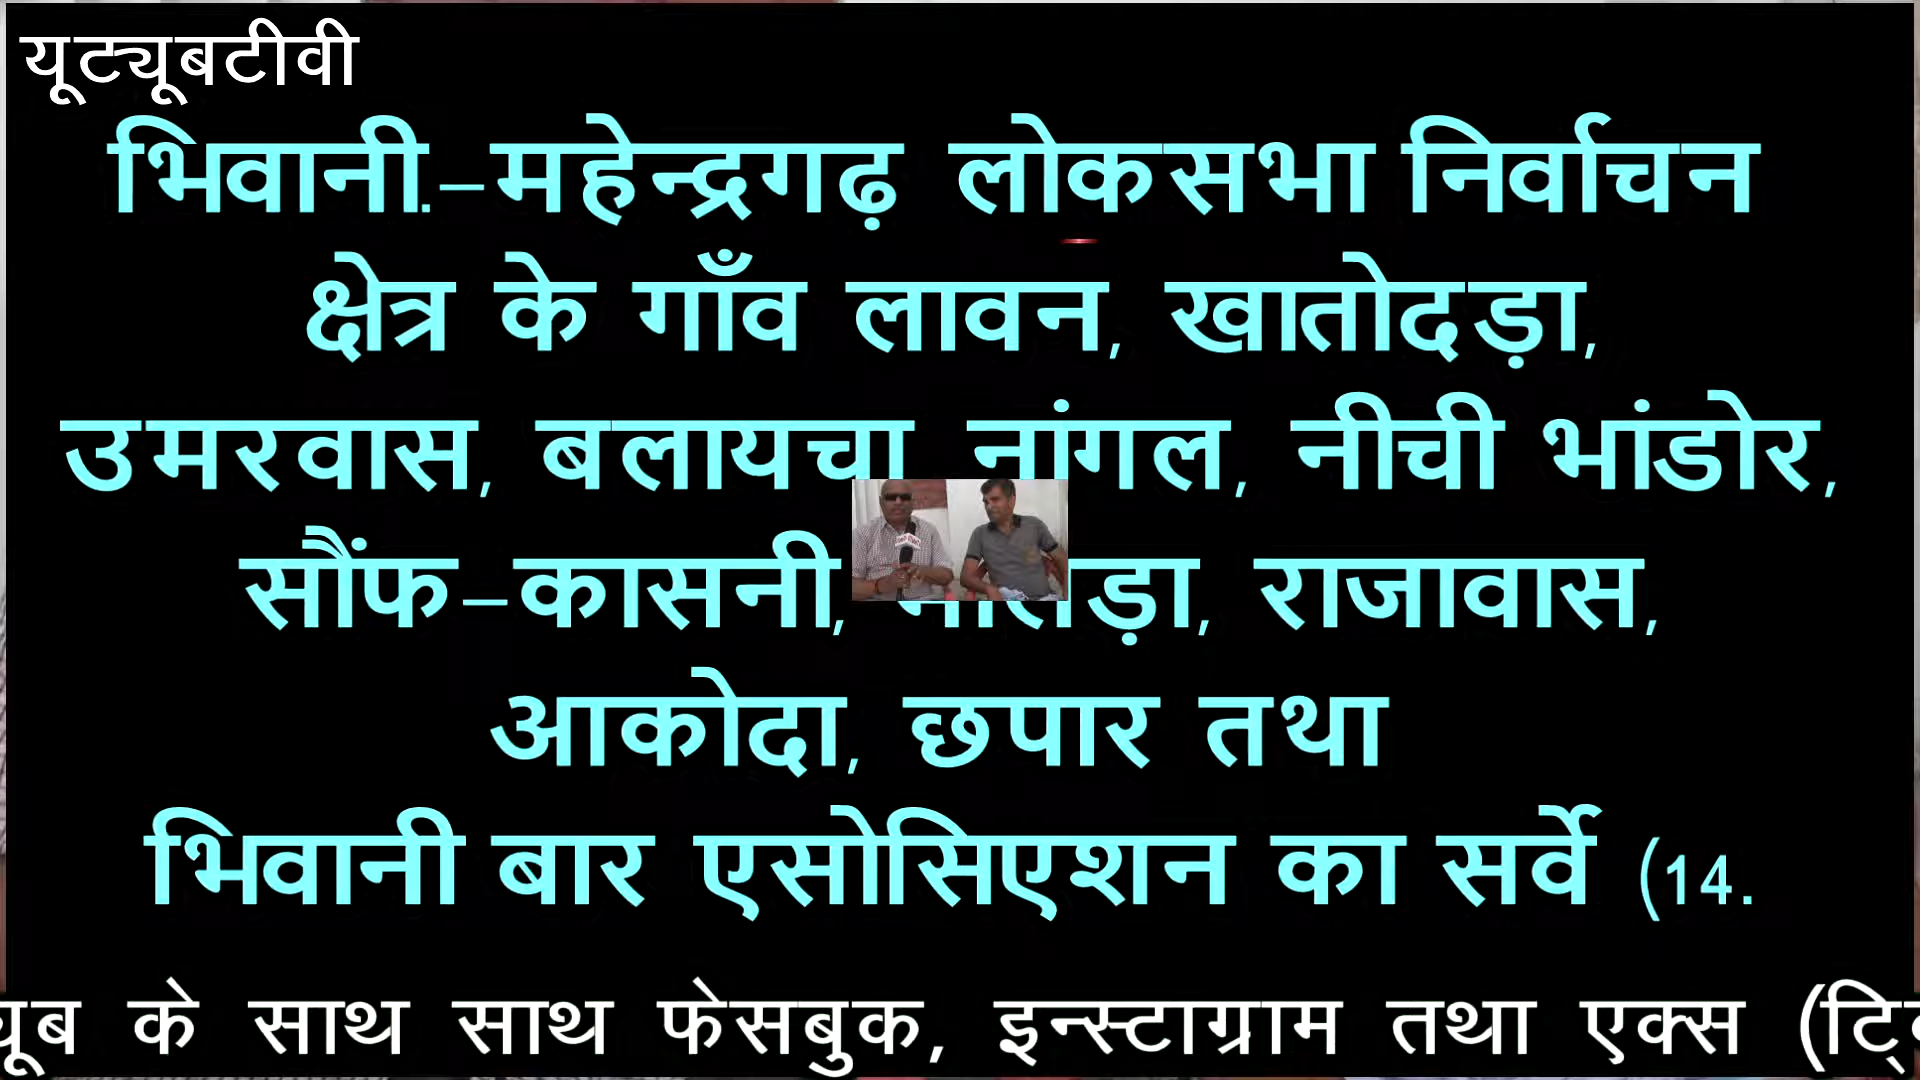 यूट्यूबटीवी
भिवानी.–महेन्द्रगढ़ लोकसभा निर्वाचन
क्षेत्र के गाँव लावन, खातोदड़ा,
उमरवास, बलायचा नांगल, नीची भांडोर,
सौंफ–कासनी, राजावास,
आकोदा, छपार तथा
भिवानी बार एसोसिएशन का सर्वे (14.
के साथ साथ फेसबुक, इन्स्टाग्राम तथा एक्स